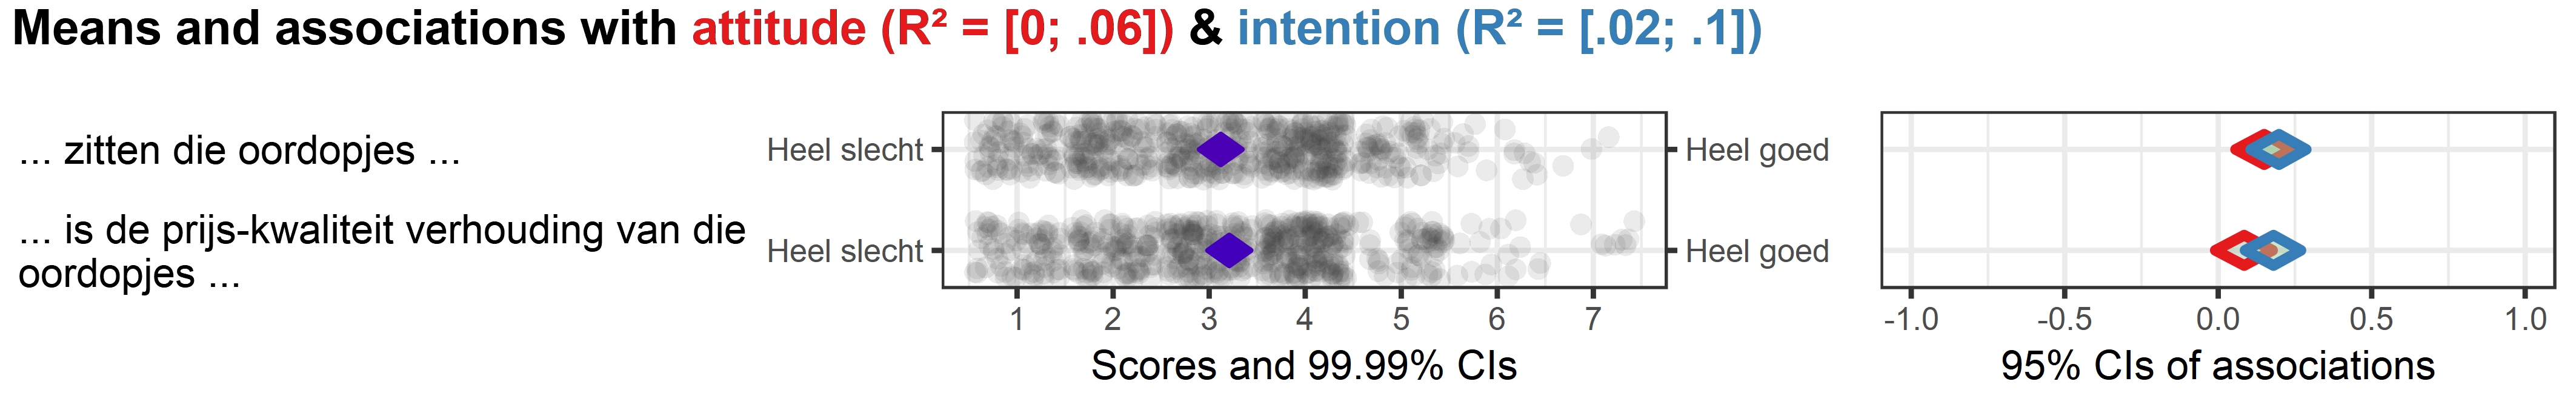 Means and associations with attitude (R² = [0; .06]) & intention (R² = [.02; .1])
... zitten die oordopjes ...
Heel slecht
Heel goed
... is de prijs-kwaliteit verhouding van die
oordopjes ...
Heel slecht
Heel goed
1 2 3 4 5 6 7
Scores and 99.99% CIs
-1.0 -0.5 0.0 0.5 1.0
95% CIs of associations